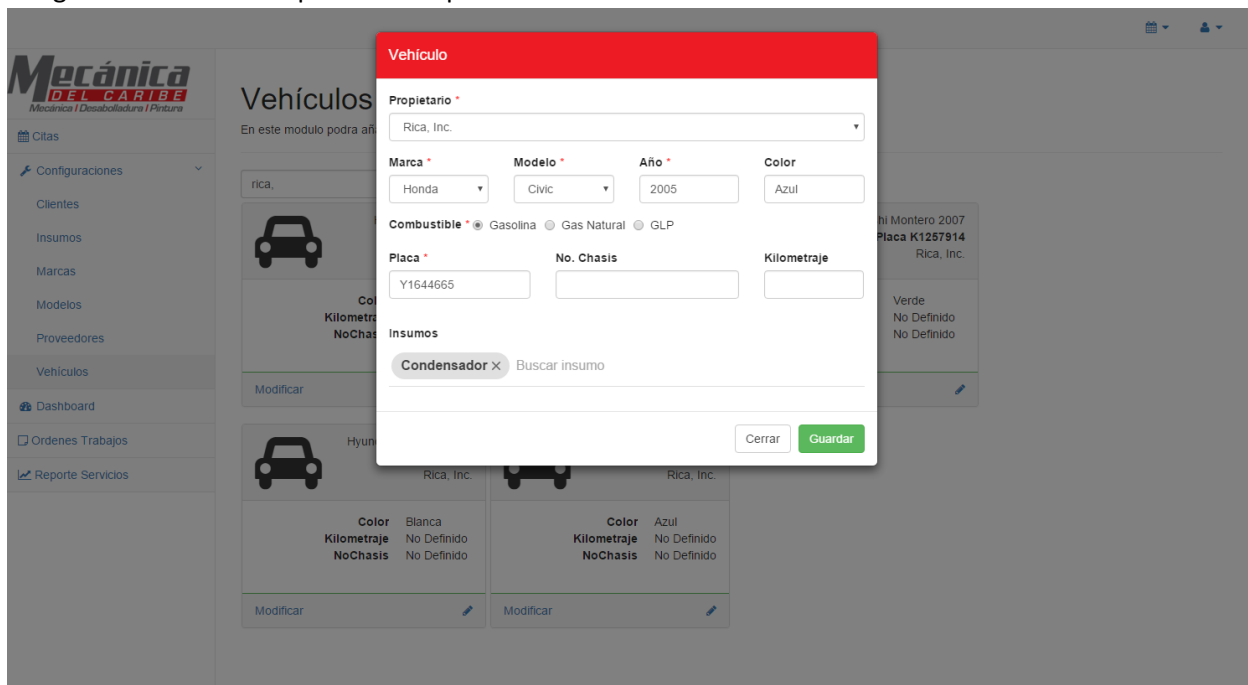 Mecánica
DEL CARIBE
Mecánica | Desabolladura | Pintura
Citas
Configuraciones
Clientes
Insumos
Marcas
Modelos
Proveedores
Vehículos
Dashboard
Ordenes Trabajos
Reporte Servicios
Vehículos
En este modulo podra
rica,
Vehículo
Propietario *
Rica, Inc.
Marca * Modelo * Año * Color
Honda Civic 2005 Azul
Combustible * Gasolina Gas Natural GLP
Placa * No. Chasis Kilometraje
Y1644665
Insumos
Condensador × Buscar insumo
Cerrar Guardar
Montero 2007
Placa K1257914
Rica, Inc.
Verde
No Definido
No Definido
Modificar
Rica, Inc.
Color Blanca
Kilometraje No Definido
NoChasis No Definido
Modificar
Rica, Inc.
Color Azul
Kilometraje No Definido
NoChasis No Definido
Modificar